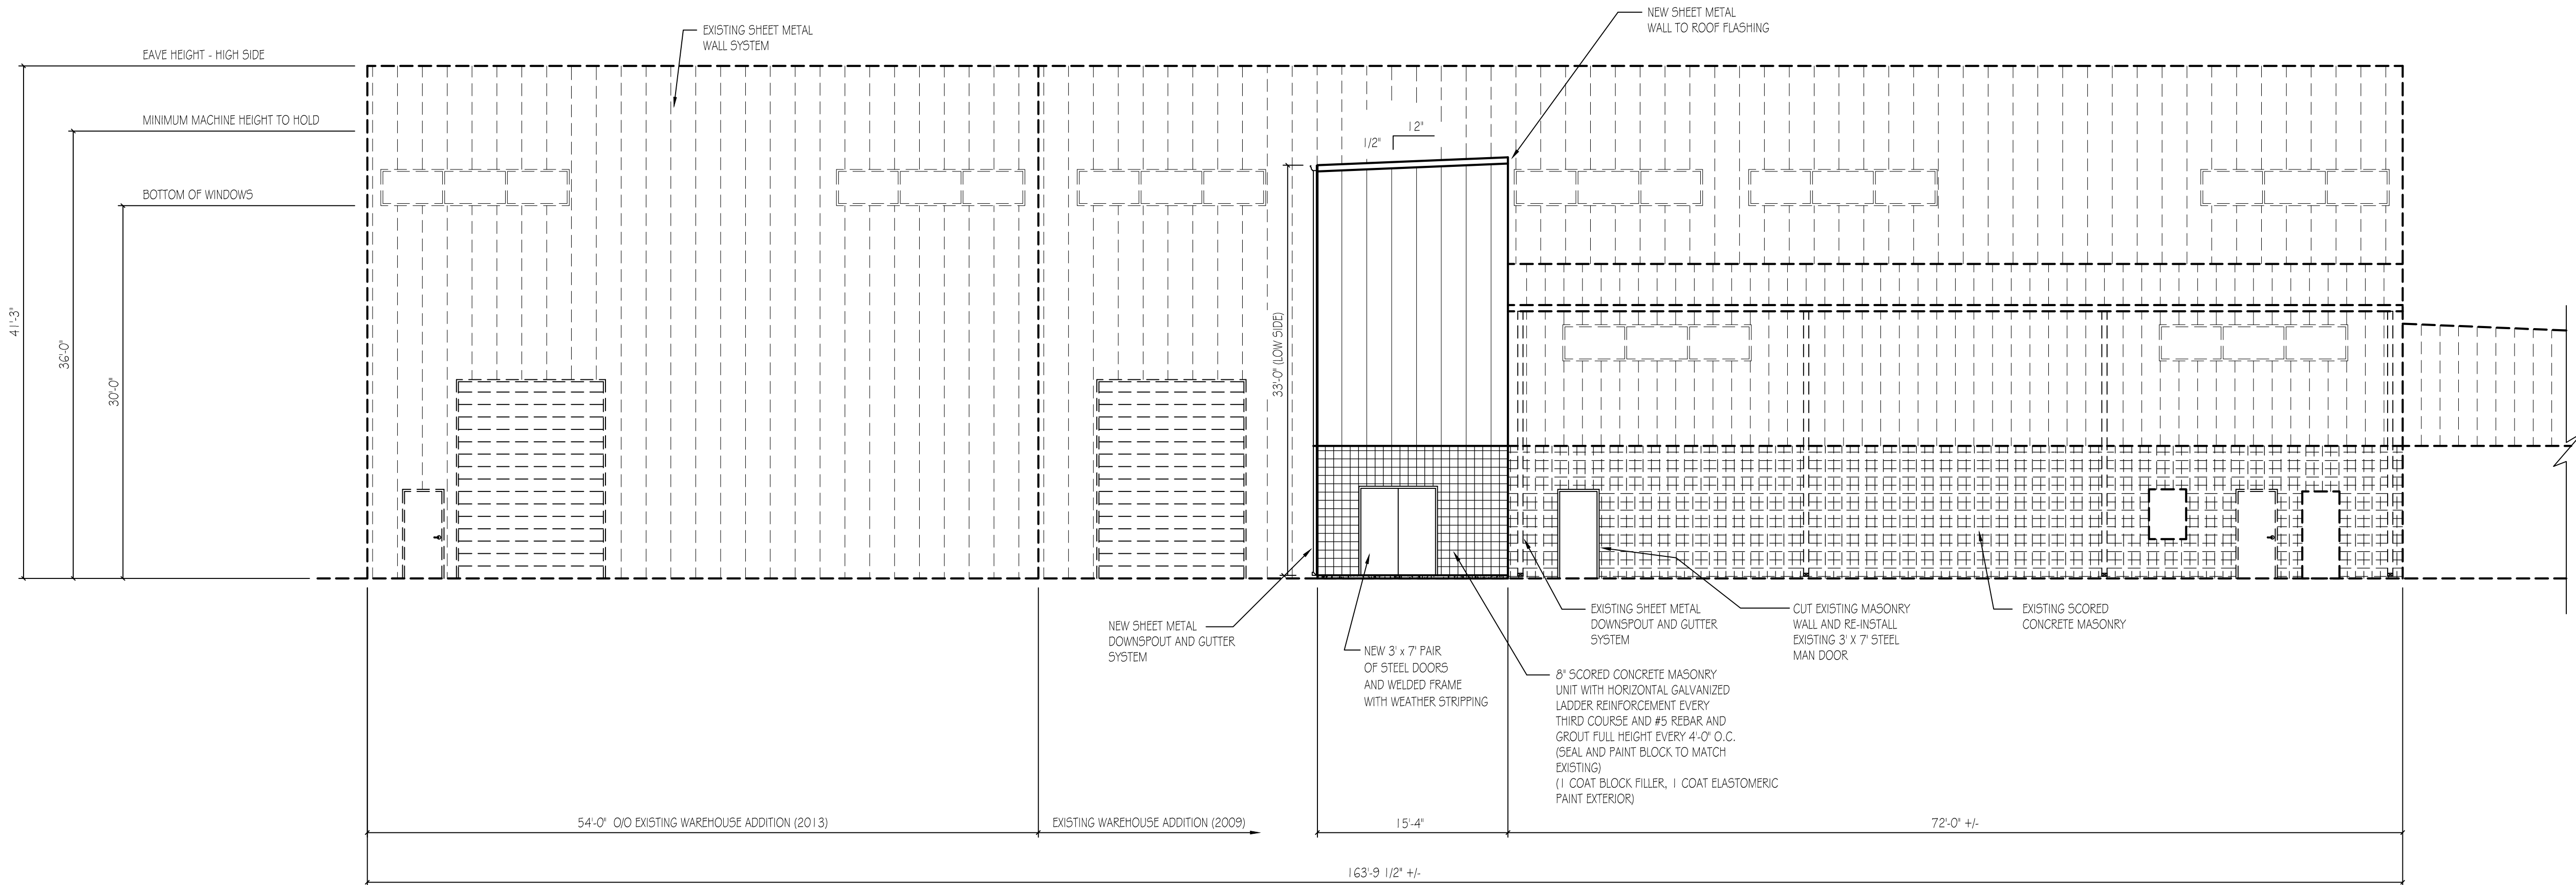 NEW SHEET METAL
WALL TO ROOF FLASHING
EXISTING SHEET METAL
WALL SYSTEM
EAVE HEIGHT - HIGH SIDE
MINIMUM MACHINE HEIGHT TO HOLD
BOTTOM OF WINDOWS
12"
1/2"
41'-3"
36'-0"
30'-0"
33'-0" (LOW SIDE)
NEW SHEET METAL
DOWNSPOUT AND GUTTER
SYSTEM
NEW 3' x 7' PAIR
OF STEEL DOORS
AND WELDED FRAME
WITH WEATHER STRIPPING
8" SCORED CONCRETE MASONRY
UNIT WITH HORIZONTAL GALVANIZED
LADDER REINFORCEMENT EVERY
THIRD COURSE AND #5 REBAR AND
GROUT FULL HEIGHT EVERY 4'-0" O.C.
(SEAL AND PAINT BLOCK TO MATCH
EXISTING)
(1 COAT BLOCK FILLER, 1 COAT ELASTOMERIC
PAINT EXTERIOR)
EXISTING SHEET METAL
DOWNSPOUT AND GUTTER
SYSTEM
CUT EXISTING MASONRY
WALL AND RE-INSTALL
EXISTING 3' X 7' STEEL
MAN DOOR
EXISTING SCORED
CONCRETE MASONRY
54'-0" O/O EXISTING WAREHOUSE ADDITION (2013)
EXISTING WAREHOUSE ADDITION (2009)
15'-4"
72'-0" +/-
163'-9 1/2" +/-